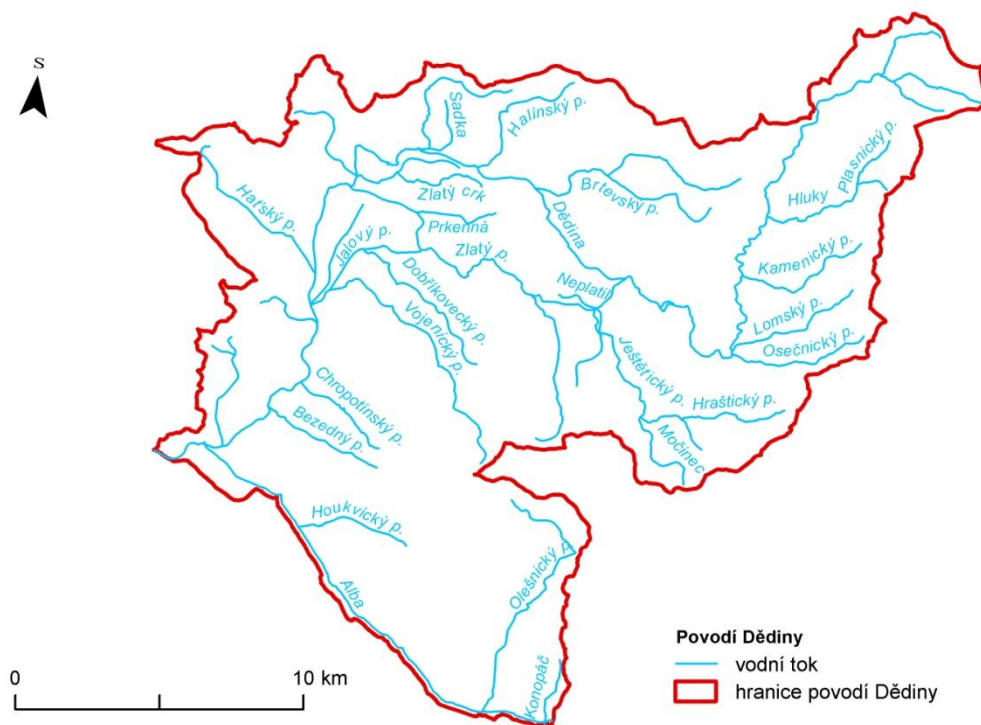 S
Sadka
Halínský p.
Zlatý crk
Brtevský p.
Plasnický p.
Hluky
Haťský p.
Jalový p.
Prkenná
Zlatý p.
Dědina
Kamenický p.
Dobříkovecký p.
Neplatil
Vojenický p.
Lomský p.
Osečnický p.
Ještětický p.
Hraštický p.
Chropotínský p.
Bezedný p.
Močinec
Houkvický p.
Olešnický p.
Alba
Konopáč
0 10 km
Povodí Dědiny
vodní tok
hranice povodí Dědiny